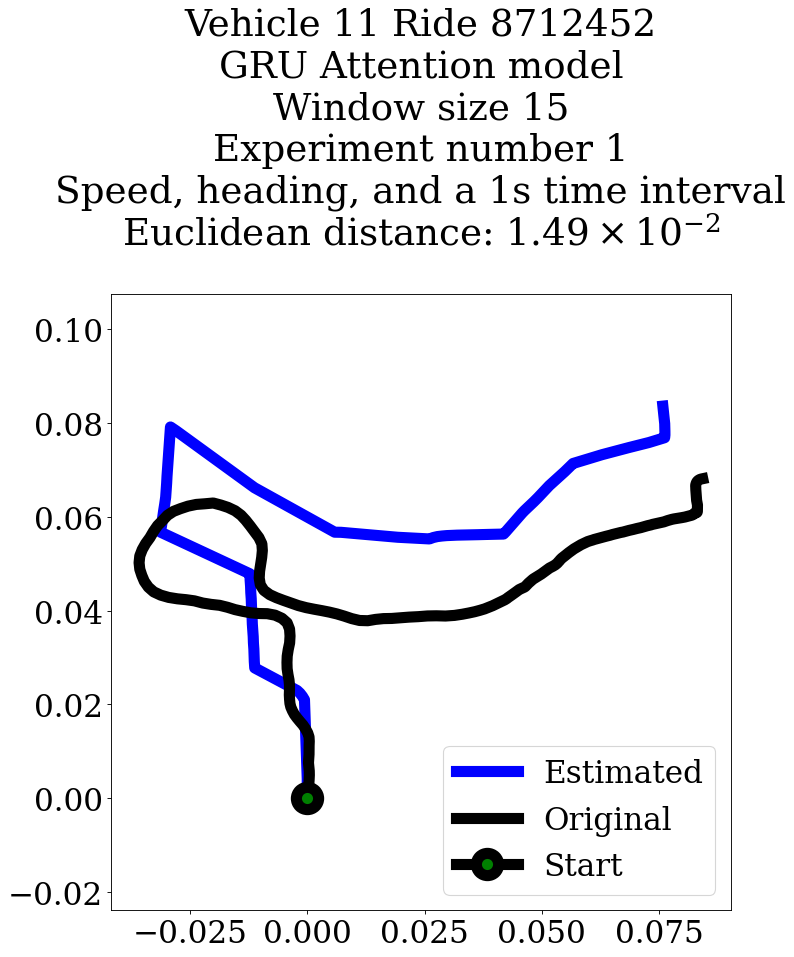 Vehicle 11 Ride 8712452
GRU Attention model
Window size 15
Experiment number 1
Speed, heading, and a 1s time interval
Euclidean distance: 1.49 × 10⁻²
0.10
0.08
0.06
0.04
0.02
0.00
−0.02
−0.025 0.000 0.025 0.050 0.075
Estimated
Original
Start